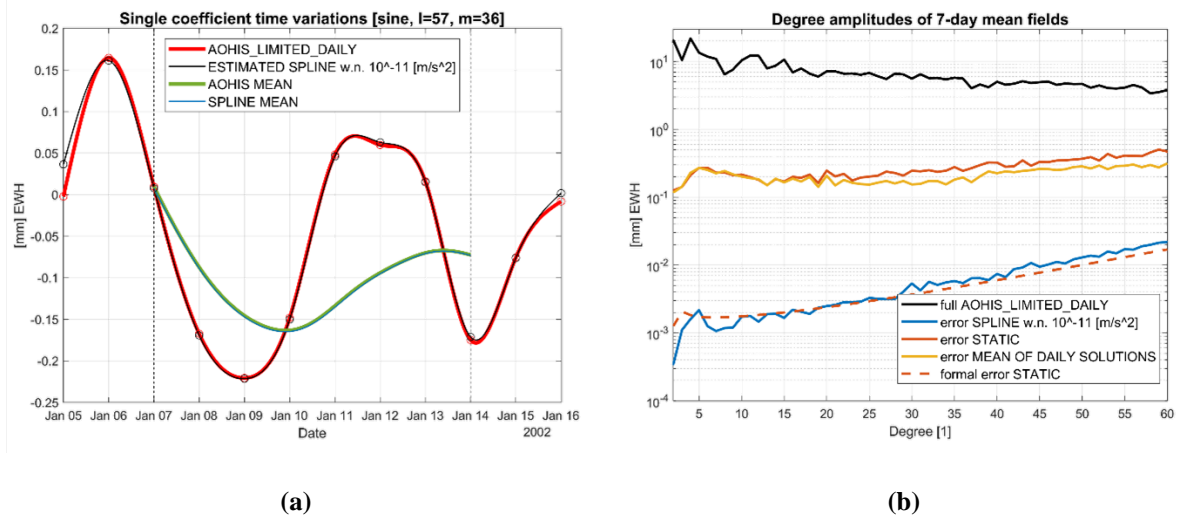 Single coefficient time variations [sine, l=57, m=36]
AOHIS_LIMITED_DAILY
ESTIMATED SPLINE w.n. 10^-11 [m/s^2]
AOHIS MEAN
SPLINE MEAN
[mm] EWH
0.2
0.15
0.1
0.05
0
-0.05
-0.1
-0.15
-0.2
-0.25
Jan 05 Jan 06 Jan 07 Jan 08 Jan 09 Jan 10 Jan 11 Jan 12 Jan 13 Jan 14 Jan 15 Jan 16
Date
2002
(a)
Degree amplitudes of 7-day mean fields
[mm] EWH
10^1
10^0
10^-1
10^-2
10^-3
10^-4
full AOHIS_LIMITED_DAILY
error SPLINE w.n. 10^-11 [m/s^2]
error STATIC
error MEAN OF DAILY SOLUTIONS
formal error STATIC
5 10 15 20 25 30 35 40 45 50 55 60
Degree [1]
(b)